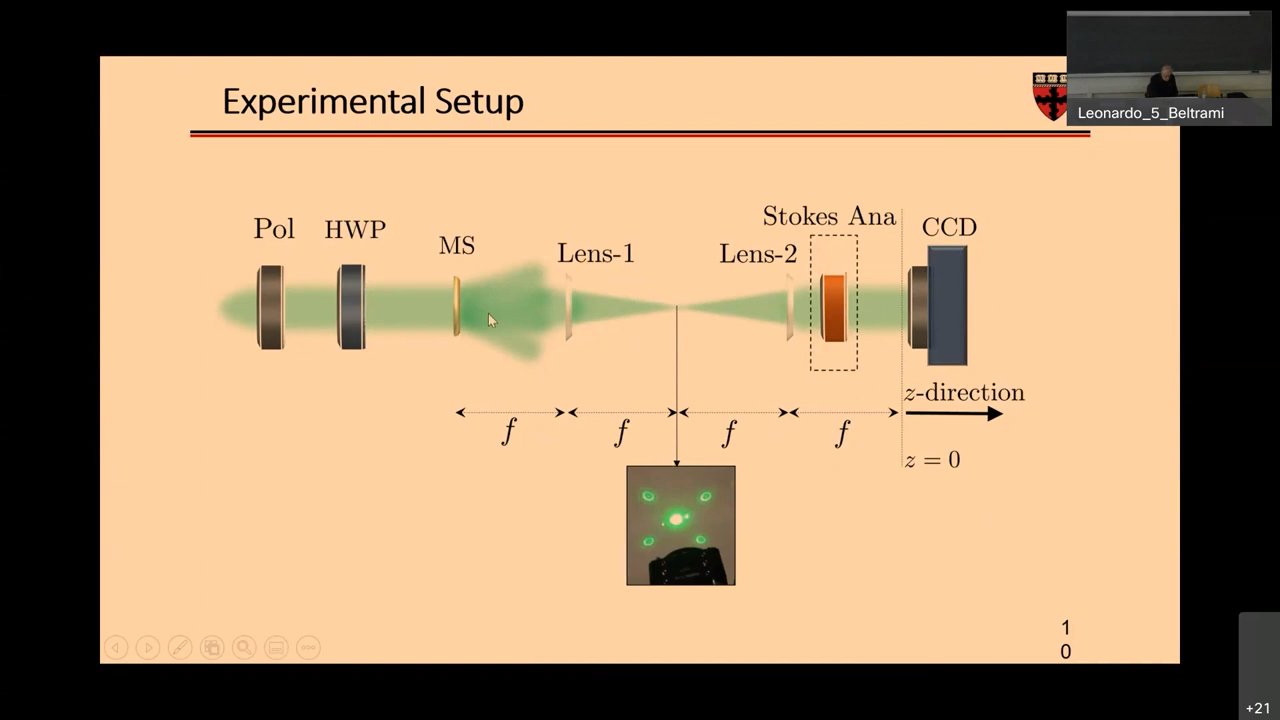 Experimental Setup
Leonardo_5_Beltrami
Pol
HWP
MS
Lens-1
Lens-2
Stokes Ana
CCD
z-direction
f
f
f
f
z = 0
1
0
+21